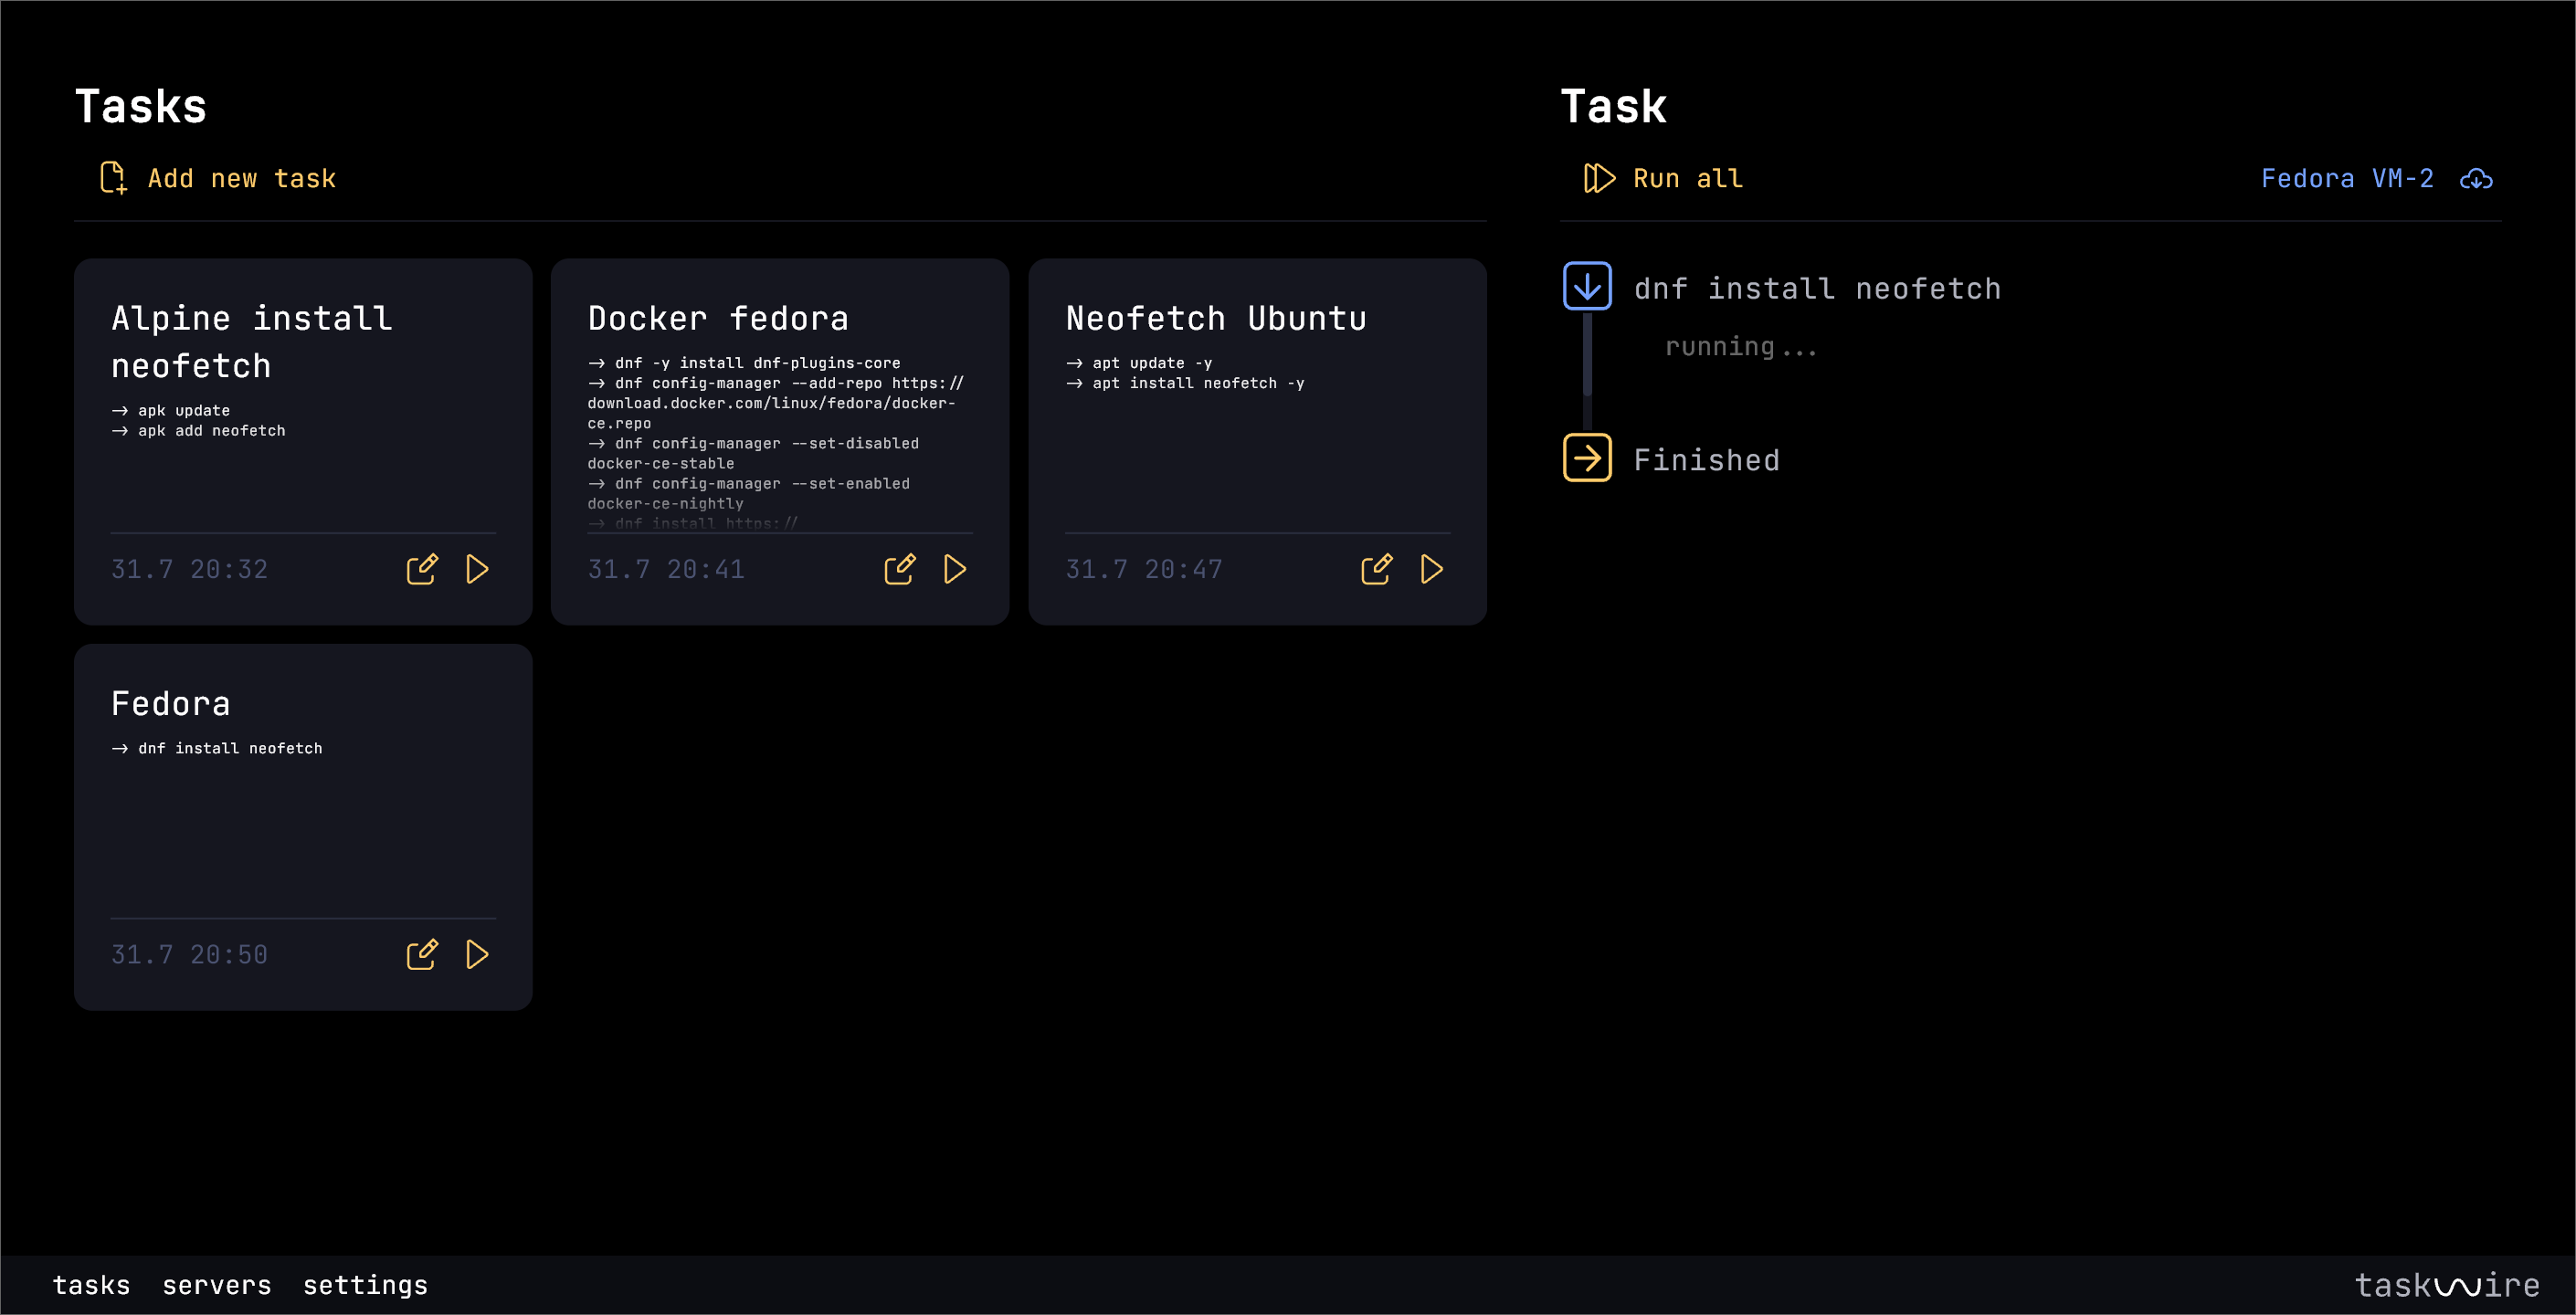 Tasks
Add new task
Alpine install
neofetch
-> apk update
-> apk add neofetch
31.7 20:32
Docker fedora
-> dnf -y install dnf-plugins-core
-> dnf config-manager --add-repo https://
download.docker.com/linux/fedora/docker-
ce.repo
-> dnf config-manager --set-disabled
docker-ce-stable
-> dnf config-manager --set-enabled
docker-ce-nightly
-> dnf install https://
31.7 20:41
Neofetch Ubuntu
-> apt update -y
-> apt install neofetch -y
31.7 20:47
Fedora
-> dnf install neofetch
31.7 20:50
Task
Run all
Fedora VM-2
dnf install neofetch
running...
Finished
tasks servers settings
taskwire